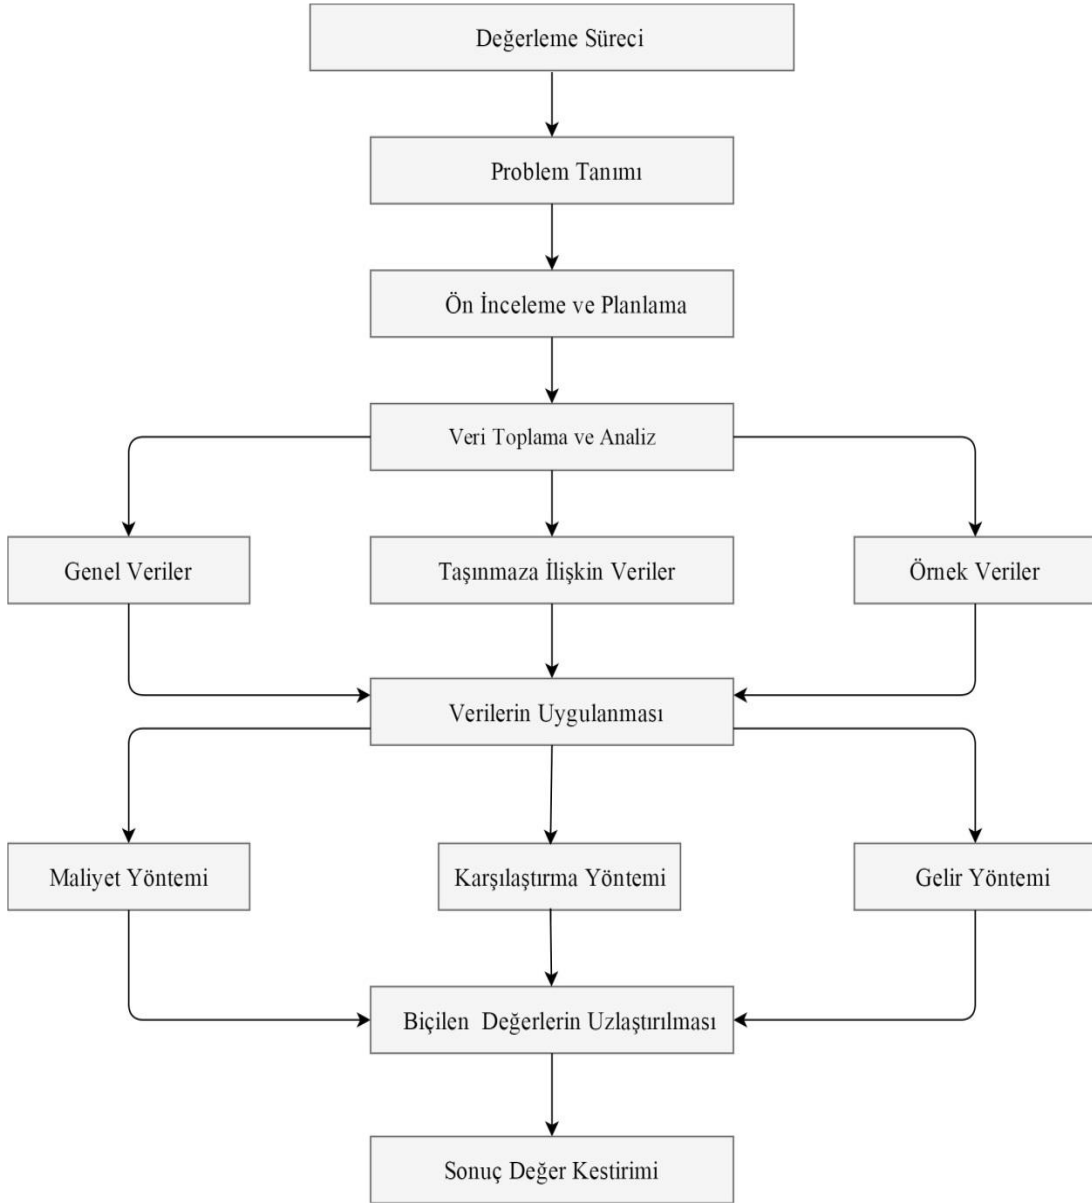 Değerleme Süreci
Problem Tanımı
Ön İnceleme ve Planlama
Veri Toplama ve Analiz
Genel Veriler
Taşınmaza İlişkin Veriler
Örnek Veriler
Verilerin Uygulanması
Maliyet Yöntemi
Karşılaştırma Yöntemi
Gelir Yöntemi
Biçilen Değerlerin Uzlaştırılması
Sonuç Değer Kestirimi